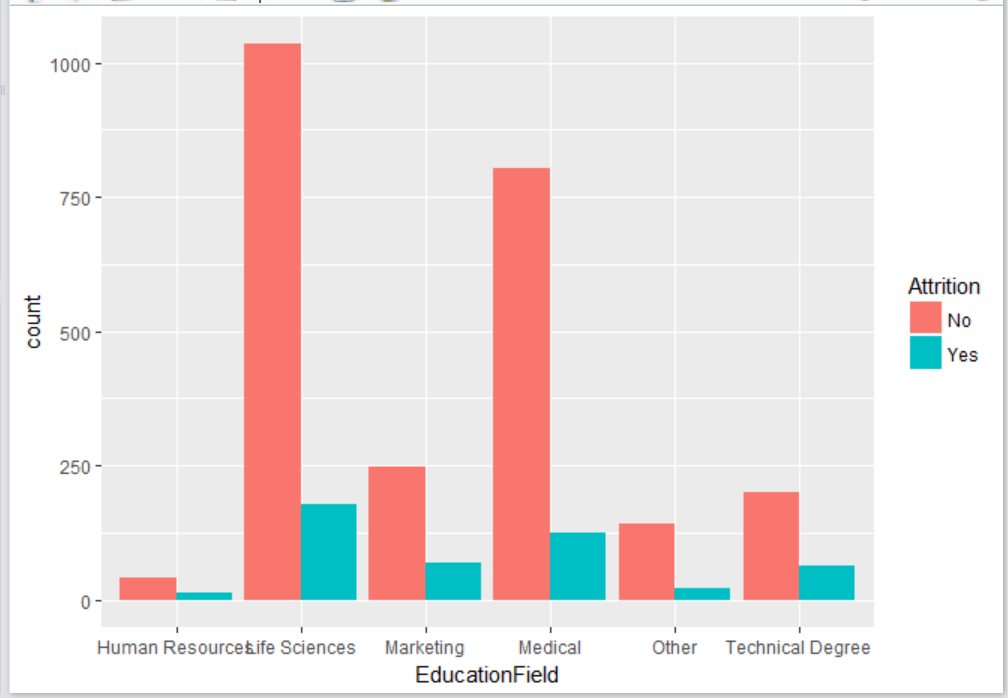 1000
750
500
250
0
count
Human Resources
Life Sciences
Marketing
Medical
Other
Technical Degree
EducationField
Attrition
No
Yes